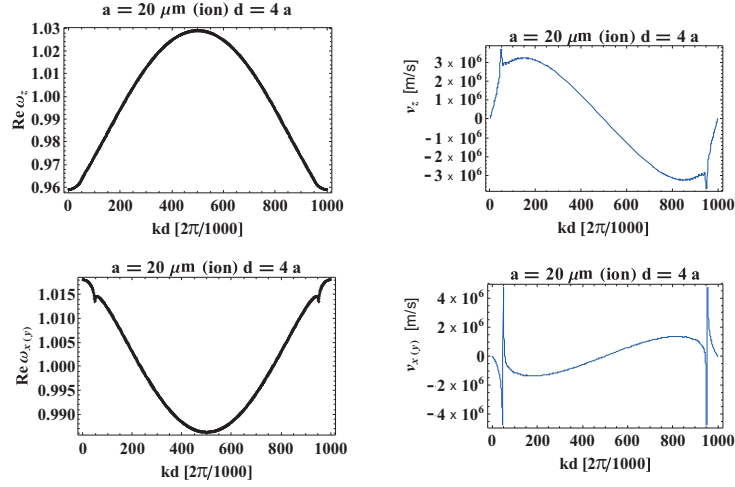 a = 20 μm (ion) d = 4 a
1.03
1.02
1.01
1.00
0.99
0.98
0.97
0.96
Re ω z
0 200 400 600 800 1000
kd [2π/1000]
a = 20 μm (ion) d = 4 a
3 × 10 6
2 × 10 6
1 × 10 6
0
- 1 × 10 6
- 2 × 10 6
- 3 × 10 6
v z [m/s]
0 200 400 600 800 1000
kd [2π/1000]
a = 20 μm (ion) d = 4 a
1.015
1.010
1.005
1.000
0.995
0.990
Re ω x (y)
0 200 400 600 800 1000
kd [2π/1000]
a = 20 μm (ion) d = 4 a
4 × 10 6
2 × 10 6
0
- 2 × 10 6
- 4 × 10 6
v x (y) [m/s]
0 200 400 600 800 1000
kd [2π/1000]